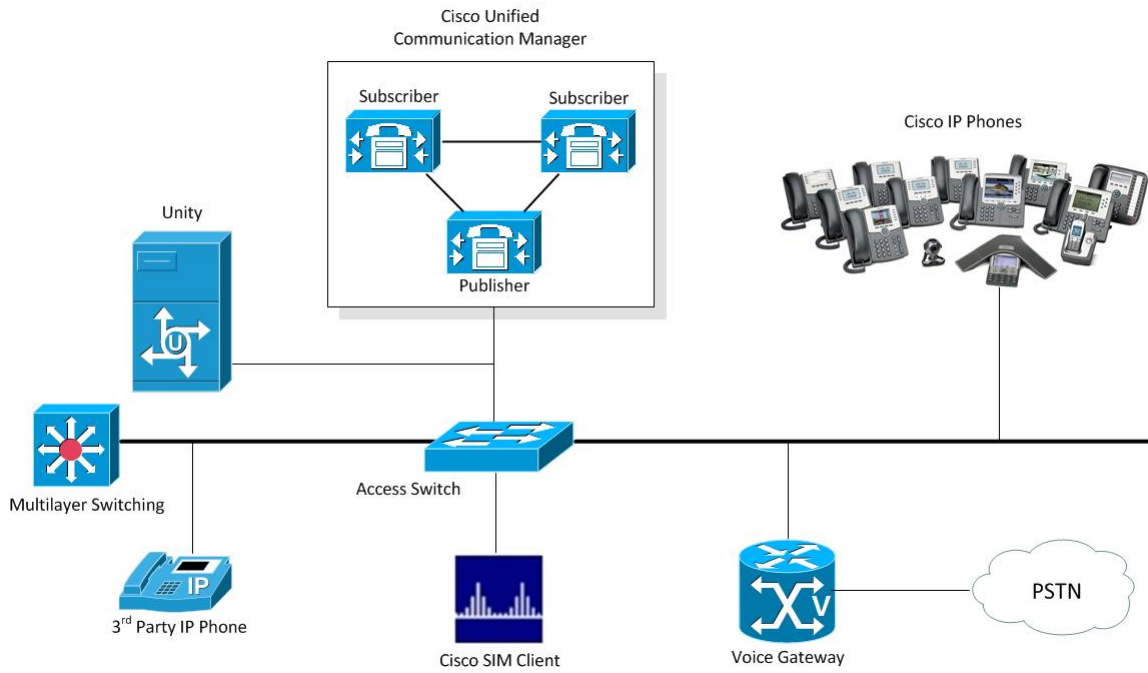 Cisco Unified
Communication Manager
Subscriber
Subscriber
Publisher
Cisco IP Phones
Unity
U
Multilayer Switching
Access Switch
IP
3rd Party IP Phone
Cisco SIM Client
V
Voice Gateway
PSTN